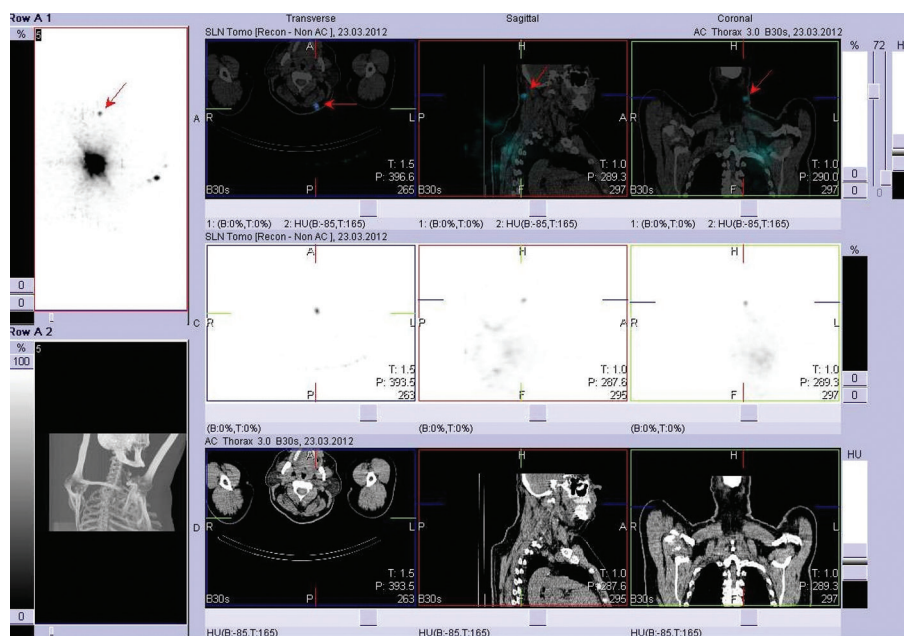 Row A 1
Transverse
Sagittal
Coronal
%
5
SLN Tomo [Recon - Non AC], 23.03.2012
AC Thorax 3.0 B30s, 23.03.2012
%
72
H
A
R
L
P
B30s
T: 1.5
P: 396.6
265
H
P
A
F
B30s
T: 1.0
P: 289.3
297
H
R
L
F
B30s
T: 1.0
P: 290.0
297
A
0
0
0
1: (B:0%,T:0%) 2: HU(B:-85,T:165)
1: (B:0%,T:0%) 2: HU(B:-85,T:165)
1: (B:0%,T:0%) 2: HU(B:-85,T:165)
SLN Tomo [Recon - Non AC], 23.03.2012
%
A
R
L
P
T: 1.5
P: 393.5
263
H
P
A
F
T: 1.0
P: 287.6
295
H
R
L
F
T: 1.0
P: 289.3
297
C
0
0
0
0
(B:0%,T:0%)
(B:0%,T:0%)
(B:0%,T:0%)
Row A 2
%
100
5
0
AC Thorax 3.0 B30s, 23.03.2012
HU
A
R
L
P
B30s
T: 1.5
P: 393.5
263
H
P
A
F
B30s
T: 1.0
P: 287.6
295
H
R
L
F
B30s
T: 1.0
P: 289.3
297
D
HU(B:-85,T:165)
HU(B:-85,T:165)
HU(B:-85,T:165)